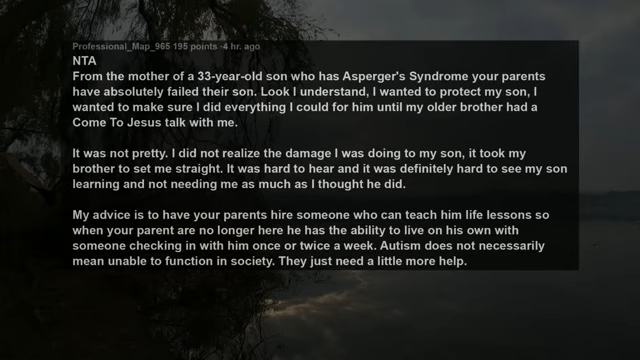 Professional_Map_965 195 points · 4 hr. ago
NTA
From the mother of a 33-year-old son who has Asperger's Syndrome your parents
have absolutely failed their son. Look I understand, I wanted to protect my son, I
wanted to make sure I did everything I could for him until my older brother had a
Come To Jesus talk with me.
It was not pretty. I did not realize the damage I was doing to my son, it took my
brother to set me straight. It was hard to hear and it was definitely hard to see my son
learning and not needing me as much as I thought he did.
My advice is to have your parents hire someone who can teach him life lessons so
when your parent are no longer here he has the ability to live on his own with
someone checking in with him once or twice a week. Autism does not necessarily
mean unable to function in society. They just need a little more help.